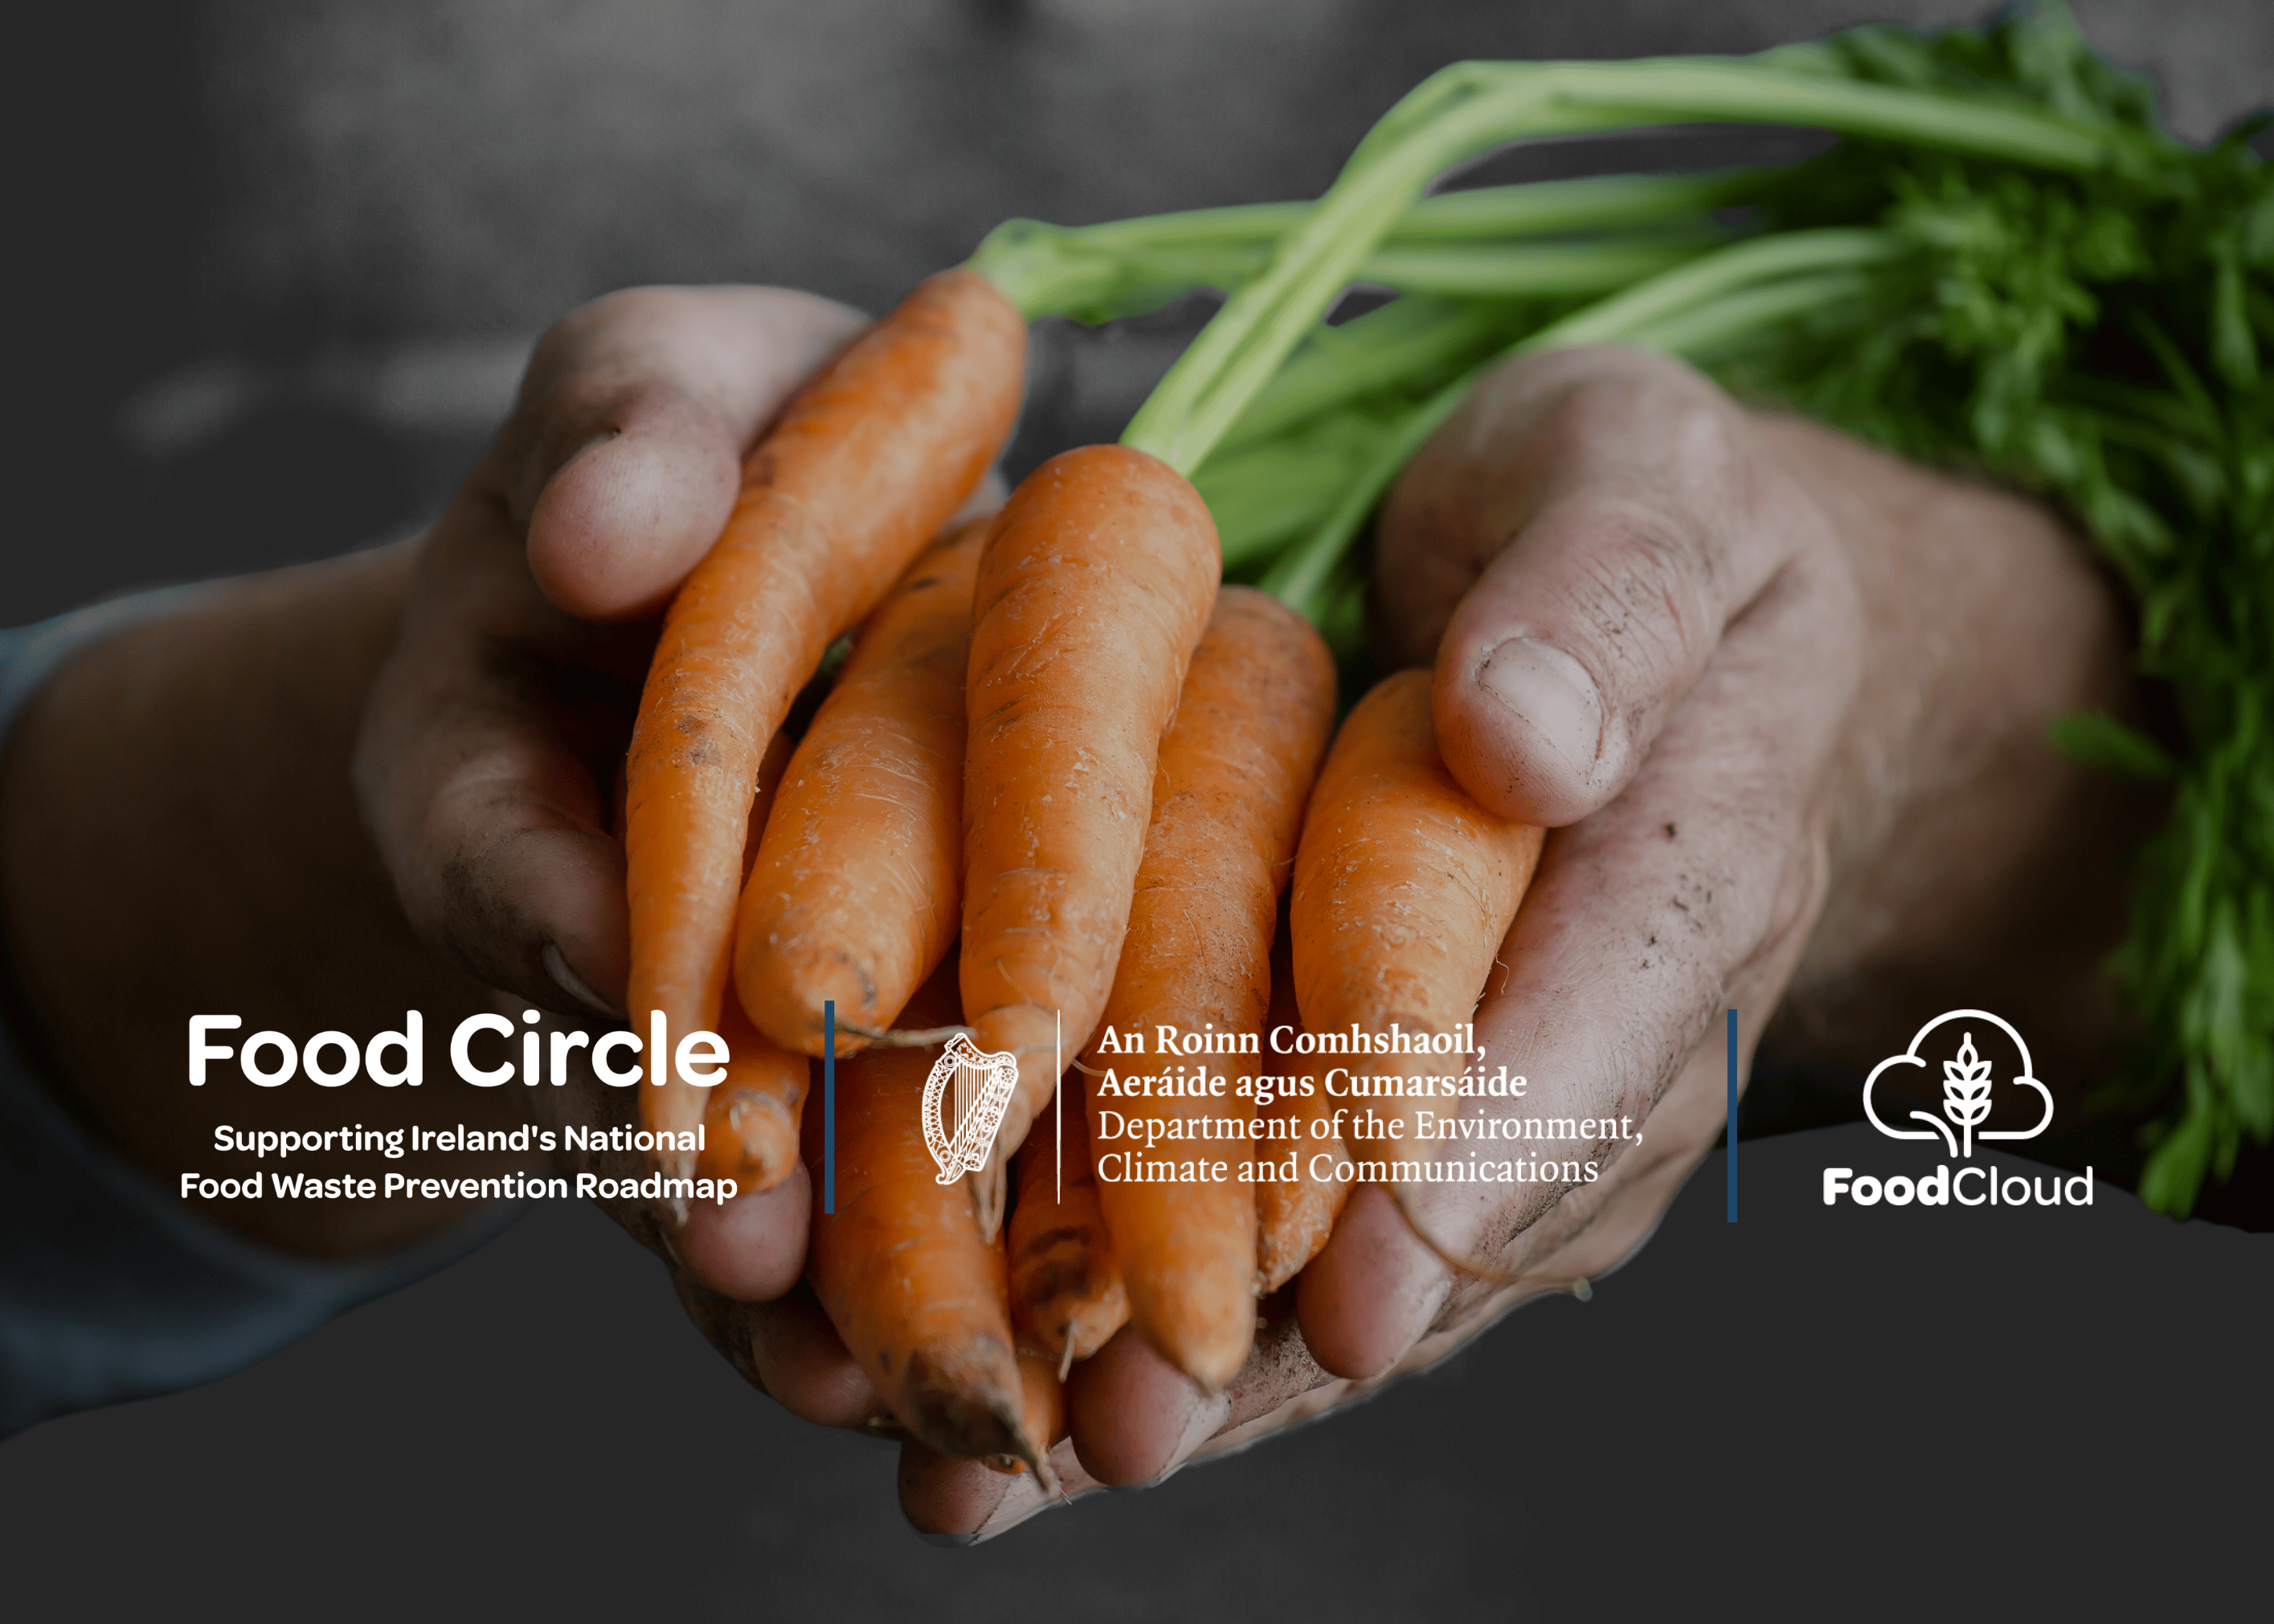 Food Circle
Supporting Ireland's National
Food Waste Prevention Roadmap
An Roinn Comhshaoil,
Aeráide agus Cumarsáide
Department of the Environment,
Climate and Communications
FoodCloud